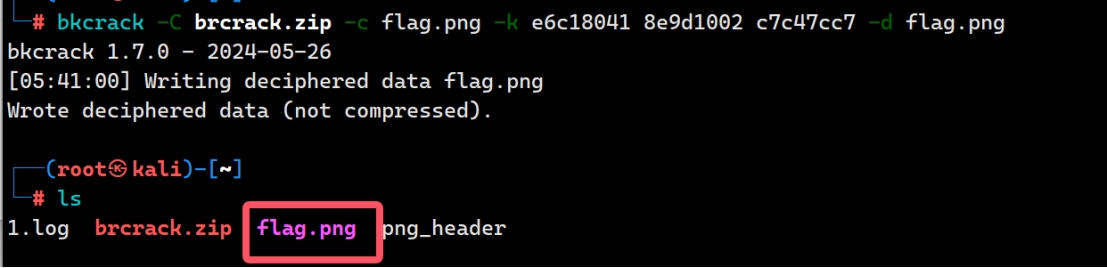 # bkcrack -C brcrack.zip -c flag.png -k e6c18041 8e9d1002 c7c47cc7 -d flag.png
bkcrack 1.7.0 - 2024-05-26
[05:41:00] Writing deciphered data flag.png
Wrote deciphered data (not compressed).
(root㉿kali)-[~]
# ls
1.log brcrack.zip flag.png png_header